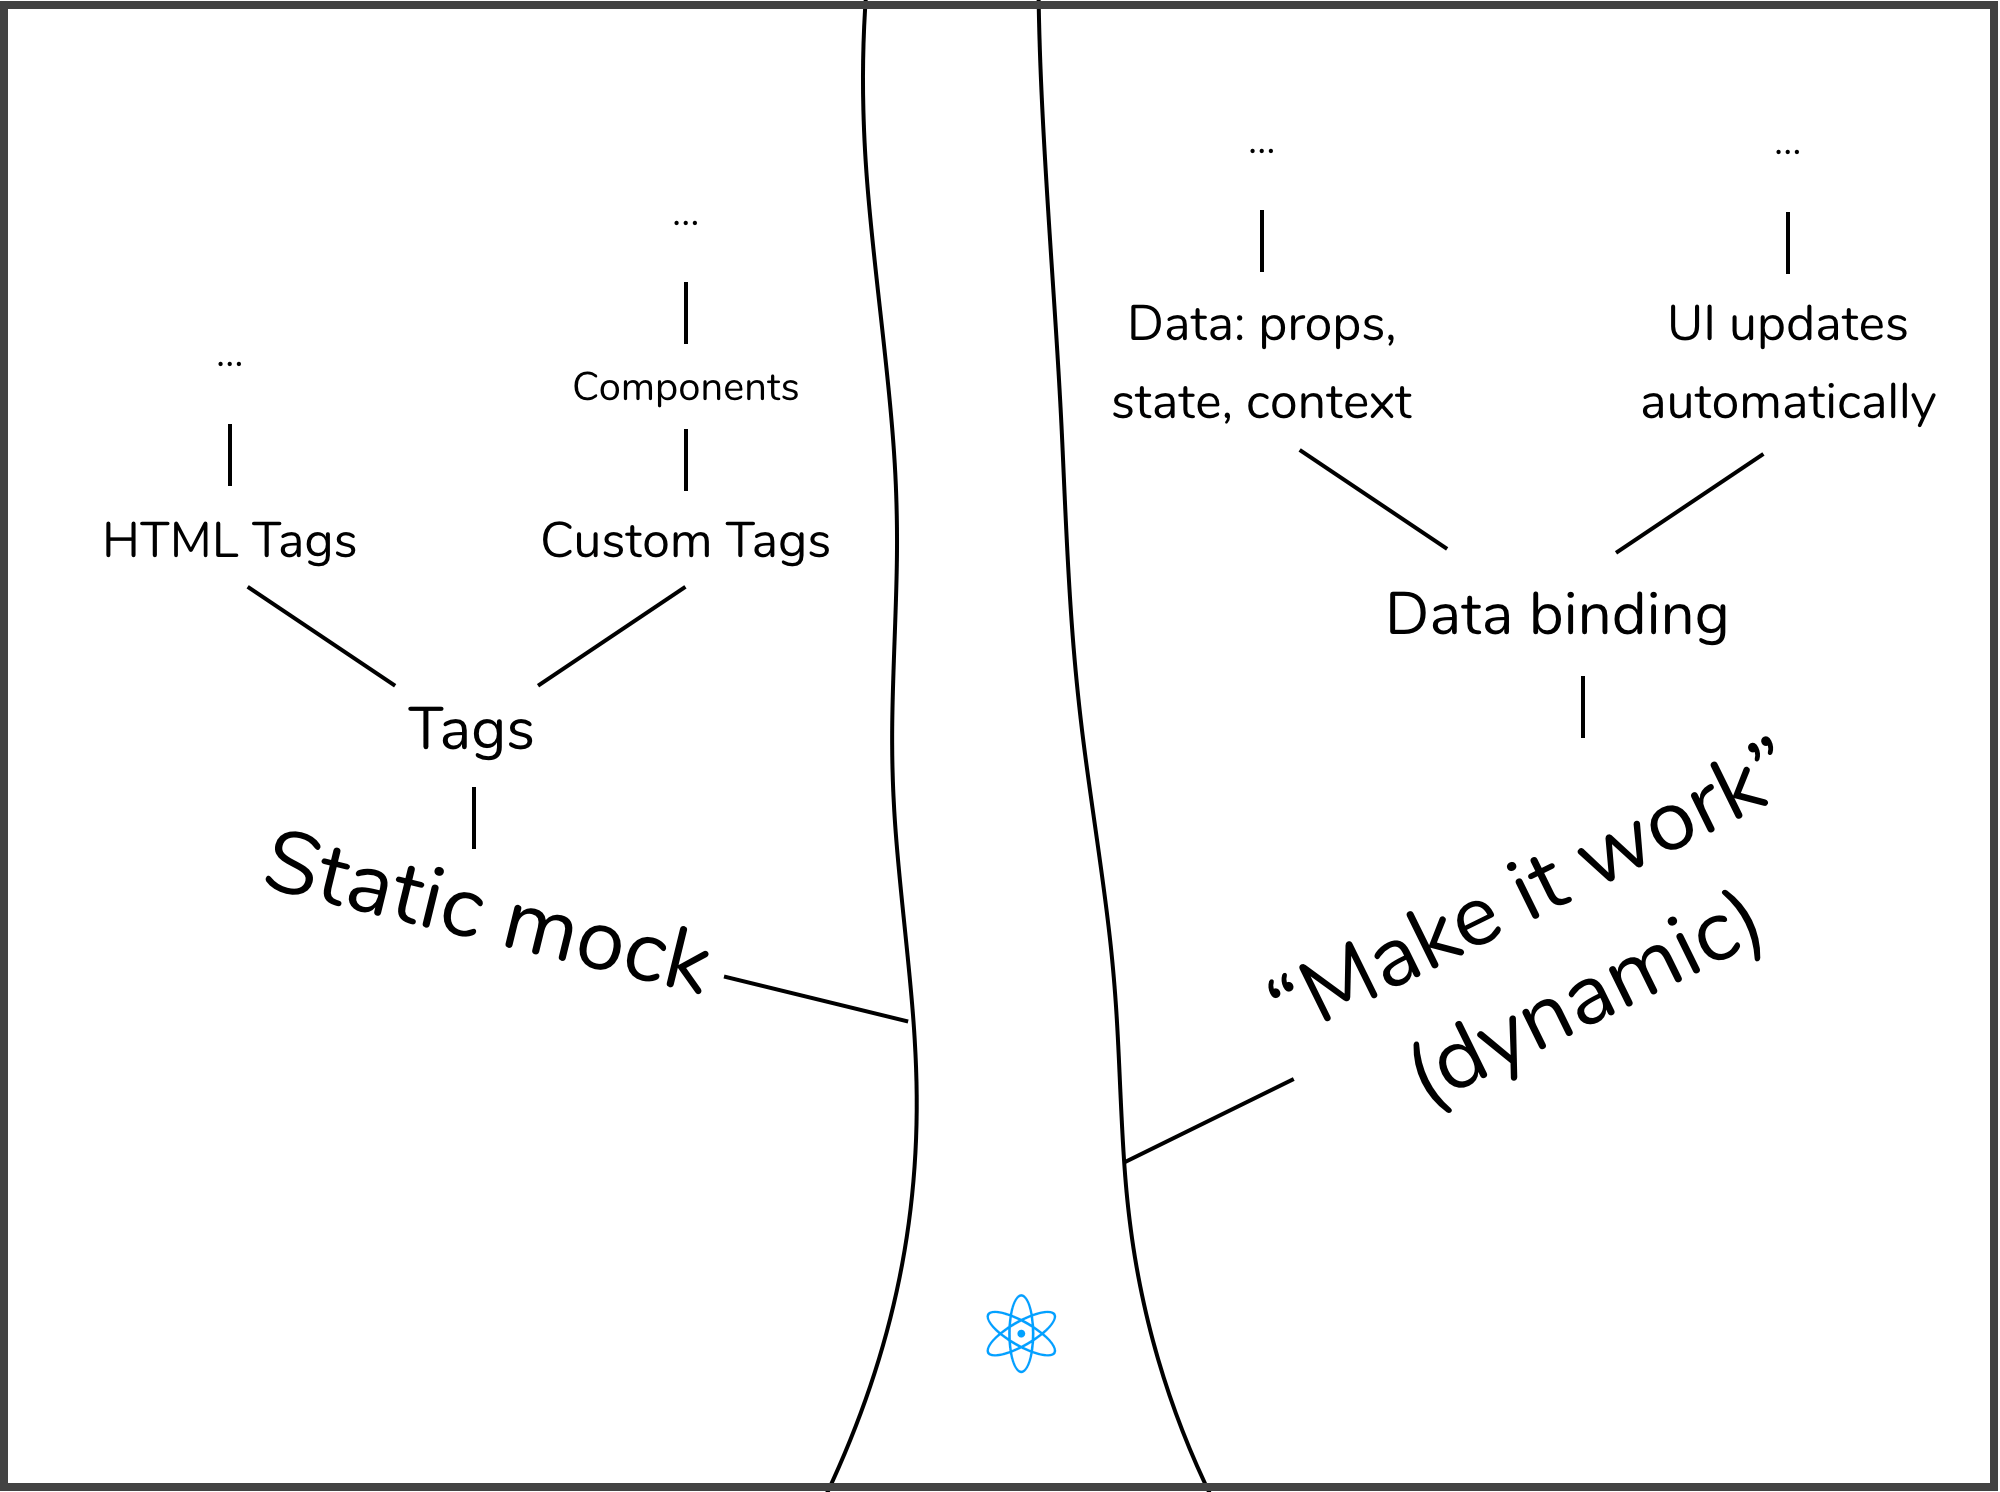 ...
Components
...
HTML Tags
Custom Tags
Tags
Static mock
...
...
Data: props,
state, context
UI updates
automatically
Data binding
“Make it work”
(dynamic)